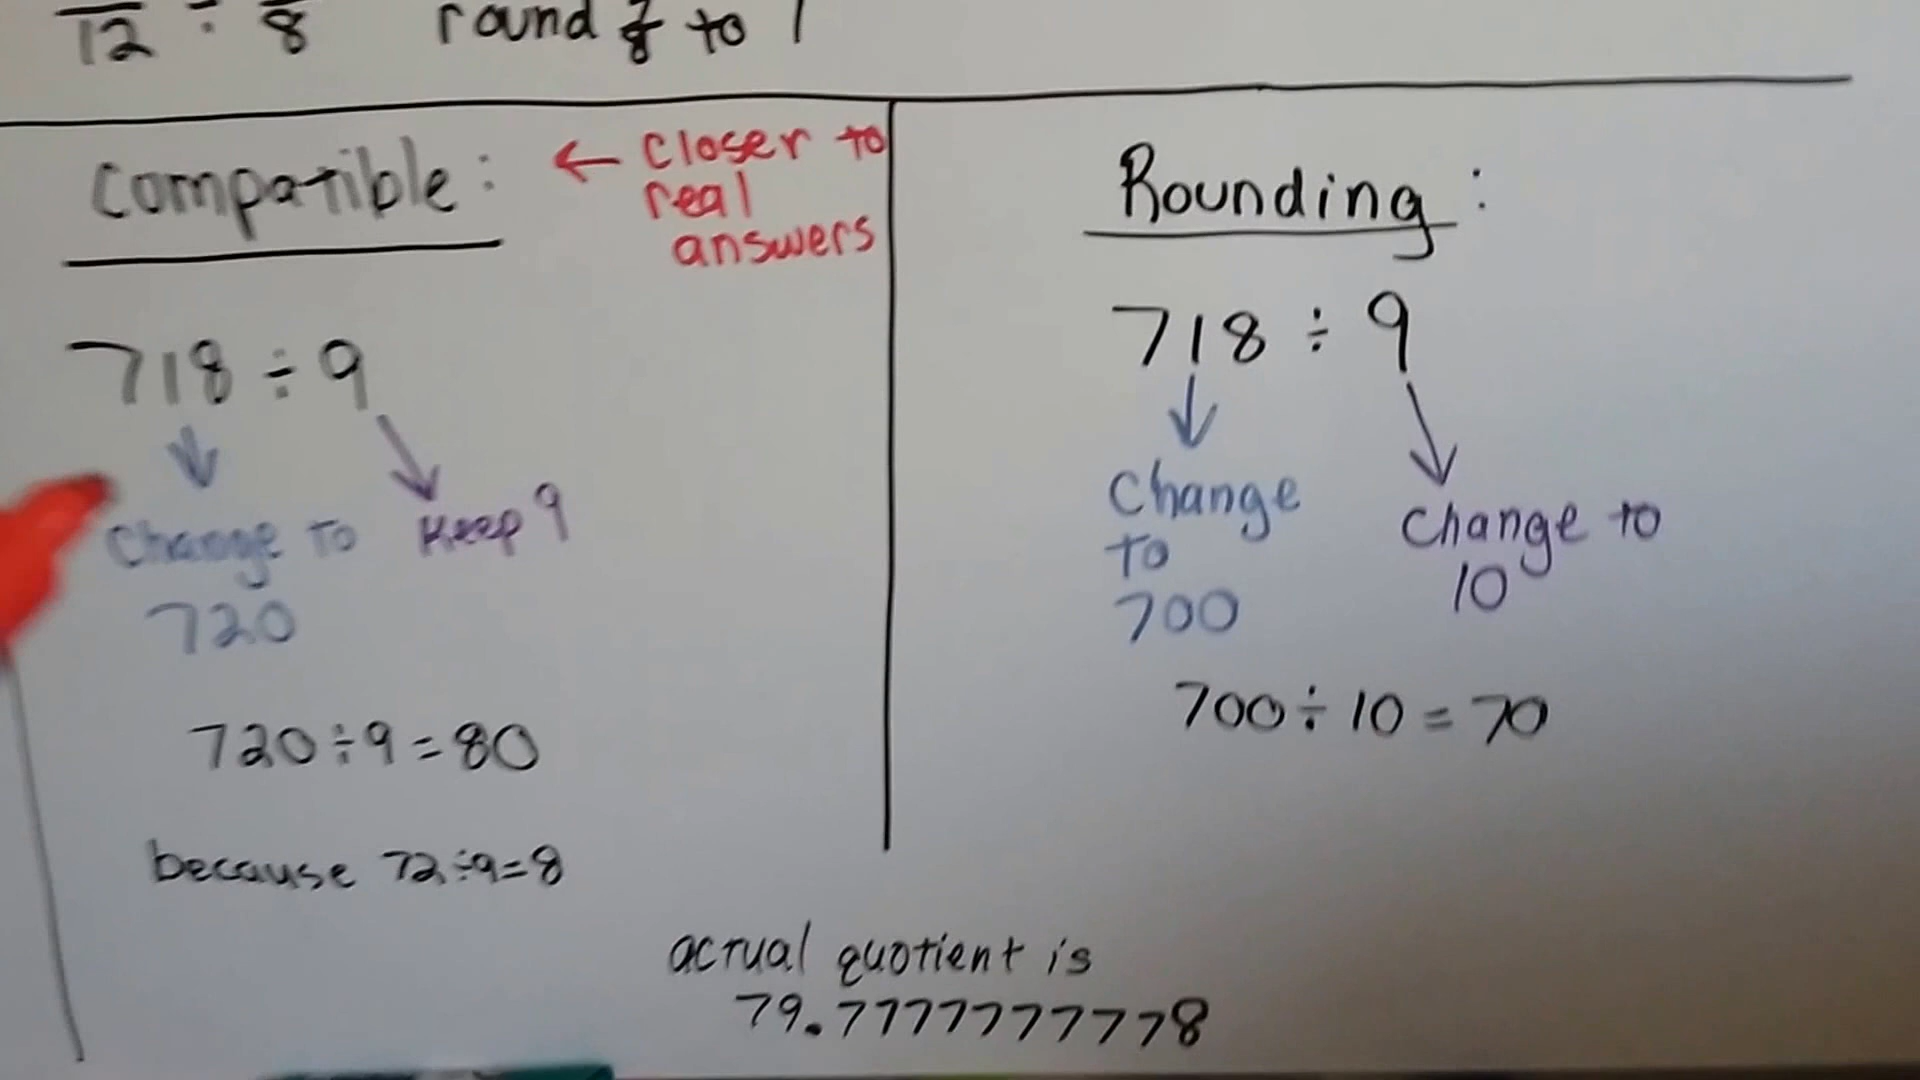 12 ÷ 8 round 7/8 to 1
Compatible: ← closer to
real
answers
718 ÷ 9
Change to Keep 9
720
720 ÷ 9 = 80
because 72 ÷ 9 = 8
Rounding:
718 ÷ 9
Change
to
700
Change to
10
700 ÷ 10 = 70
actual quotient is
79.7777777778